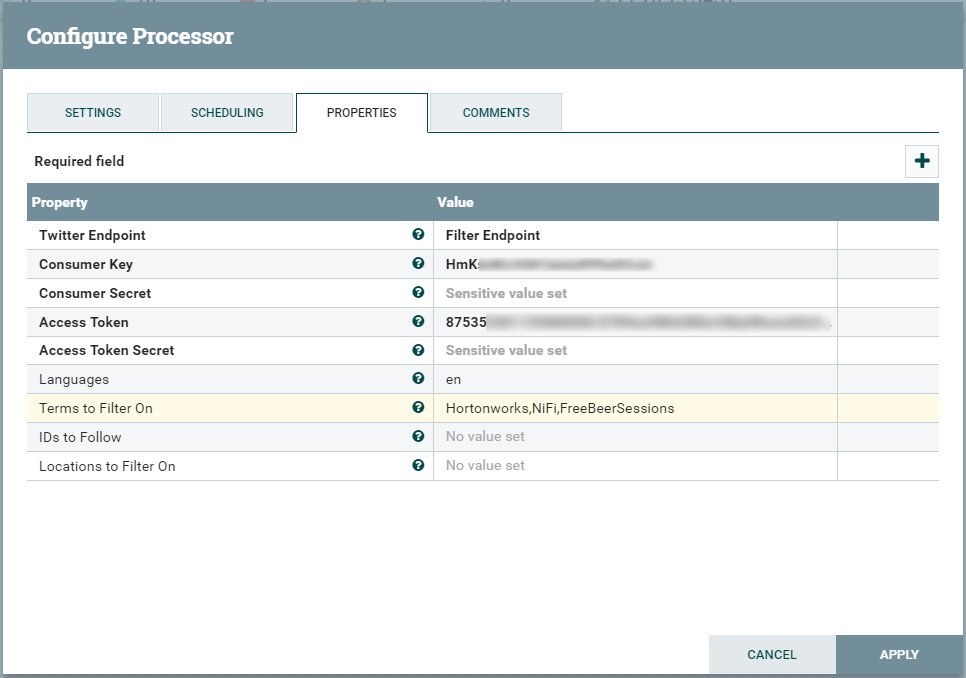 Configure Processor
SETTINGS SCHEDULING PROPERTIES COMMENTS
Required field
Property Value
Twitter Endpoint Filter Endpoint
Consumer Key HmK
Consumer Secret Sensitive value set
Access Token 87535
Access Token Secret Sensitive value set
Languages en
Terms to Filter On Hortonworks,NiFi,FreeBeerSessions
IDs to Follow No value set
Locations to Filter On No value set
CANCEL APPLY